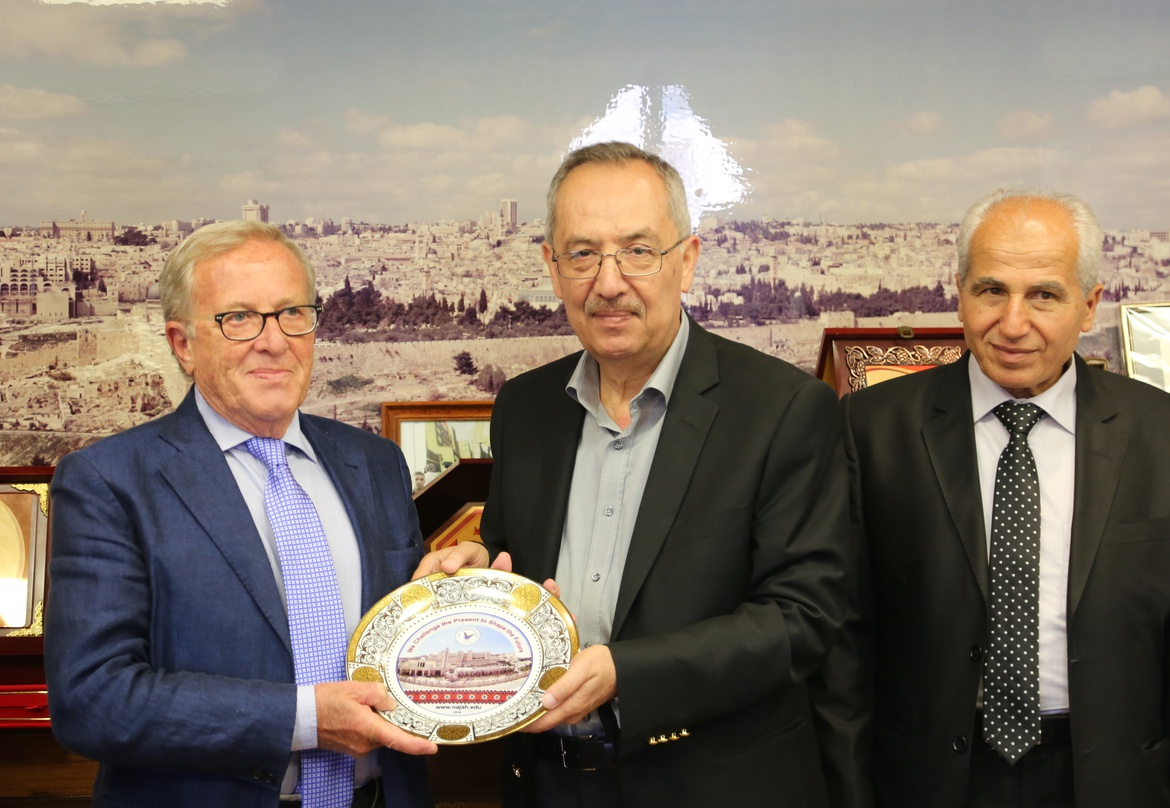 We Challenge the Present to Shape the Future
www.najah.edu